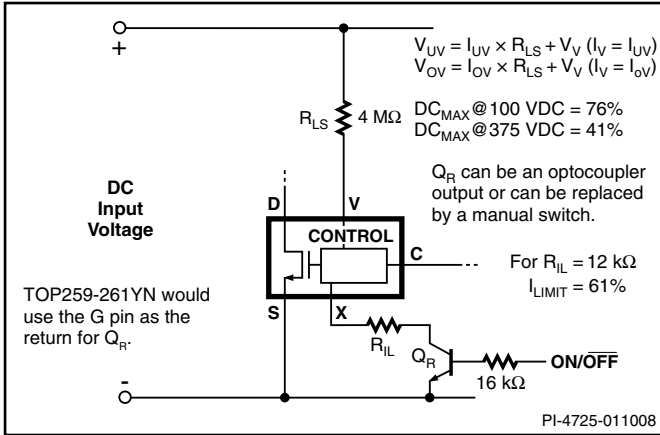 +
V_UV = I_UV × R_LS + V_V (I_V = I_UV)
V_OV = I_OV × R_LS + V_V (I_V = I_oV)
R_LS
4 MΩ
DC_MAX@100 VDC = 76%
DC_MAX@375 VDC = 41%
Q_R can be an optocoupler
output or can be replaced
by a manual switch.
DC
Input
Voltage
D
V
CONTROL
C
For R_IL = 12 kΩ
I_LIMIT = 61%
TOP259-261YN would
use the G pin as the
return for Q_R.
S
X
R_IL
Q_R
ON/O̅F̅F̅
16 kΩ
-
PI-4725-011008